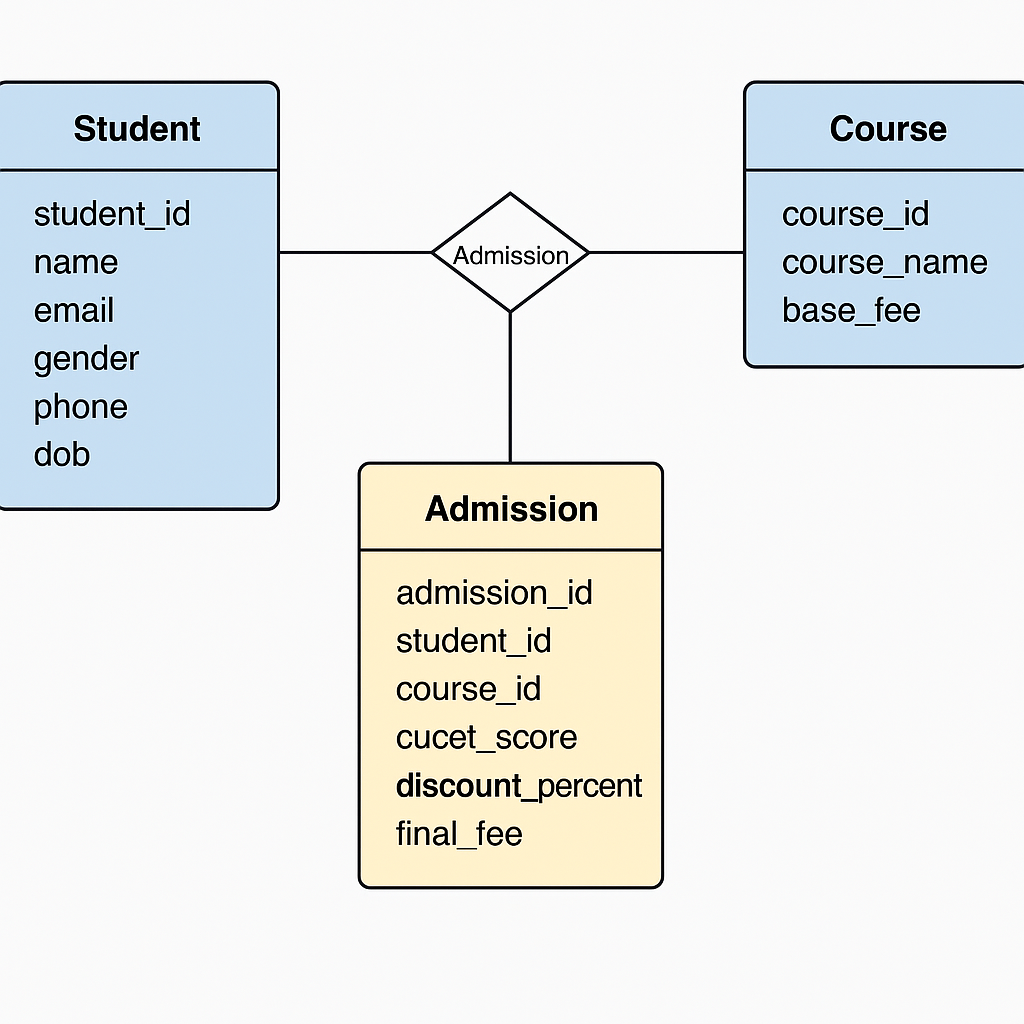 Student
student_id
name
email
gender
phone
dob
Admission
Course
course_id
course_name
base_fee
Admission
admission_id
student_id
course_id
cucet_score
discount_percent
final_fee